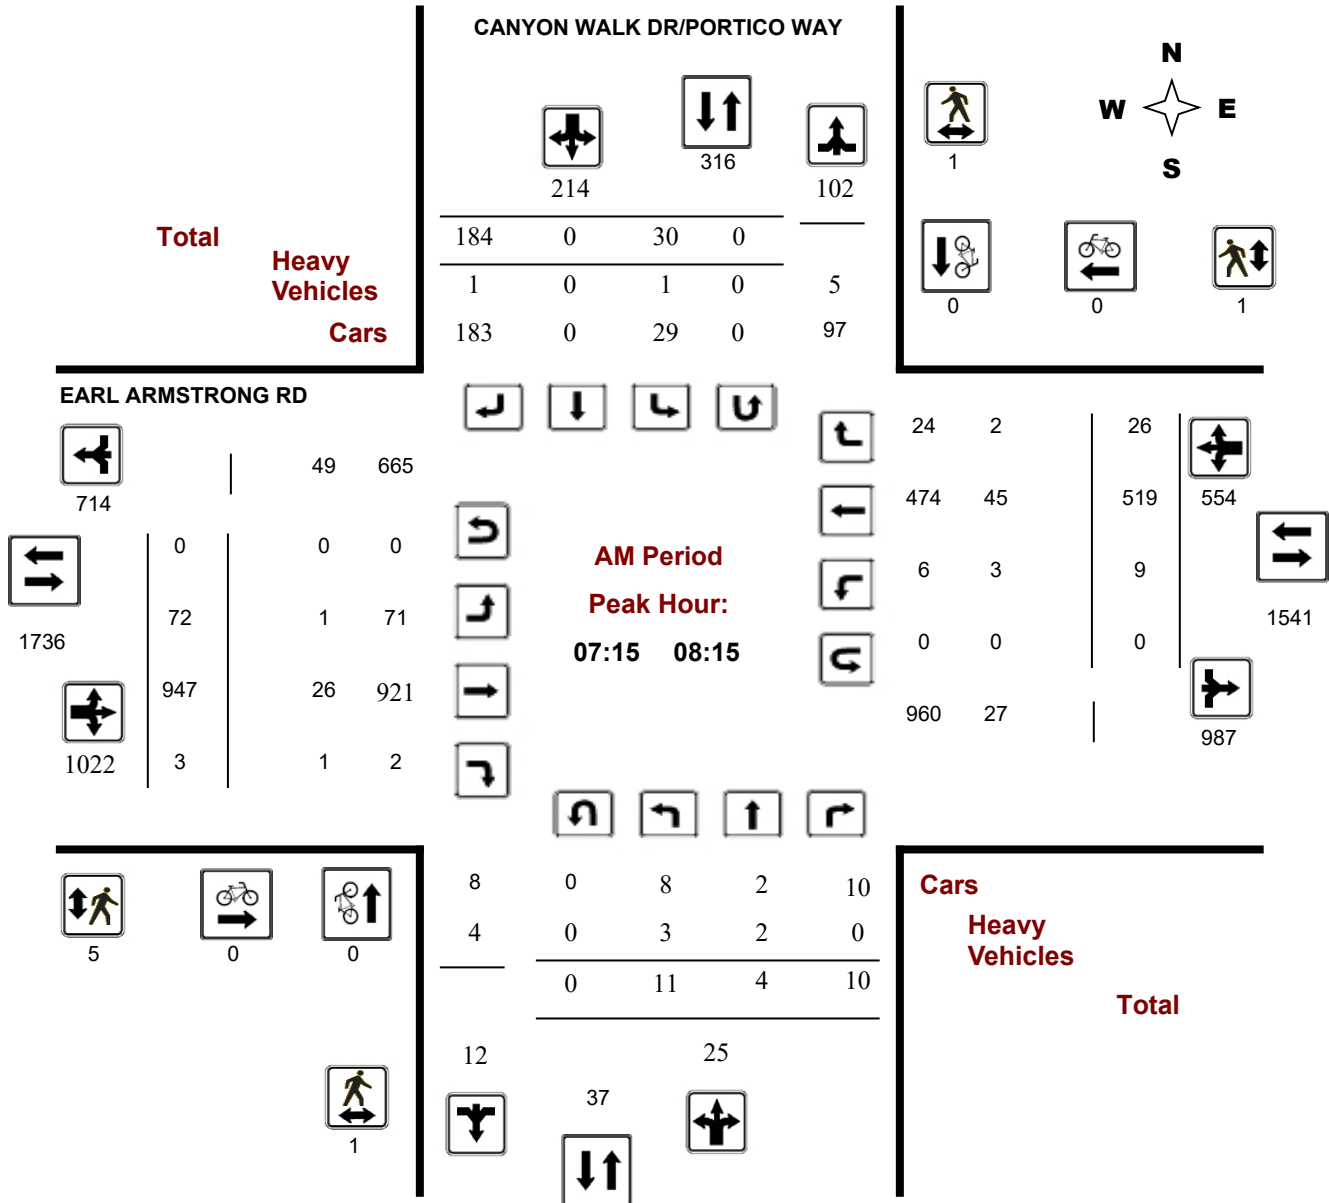 CANYON WALK DR/PORTICO WAY
N
W E
S
316
1
214 102
Total
184 0 30 0
Heavy
Vehicles
1 0 1 0 5
0 0 1
Cars
183 0 29 0 97
EARL ARMSTRONG RD
49 665
714
0 0 0
72 1 71
1736
947 26 921
1022 3 1 2
AM Period
Peak Hour:
07:15 08:15
24 2 26
474 45 519 554
6 3 9
1541
0 0 0
960 27
987
8 0 8 2 10
4 0 3 2 0
0 11 4 10
12 25
37
5 0 0
1
Cars
Heavy
Vehicles
Total